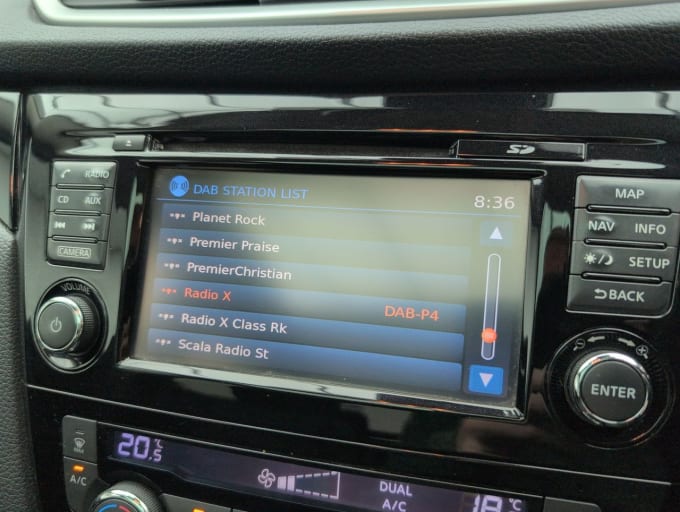 SD
RADIO
CD AUX
CAMERA
VOLUME
DAB STATION LIST
8:36
Planet Rock
Premier Praise
PremierChristian
Radio X DAB-P4
Radio X Class Rk
Scala Radio St
MAP
NAV INFO
SETUP
BACK
ENTER
A/C
20.5 °C
DUAL
A/C
18 °C